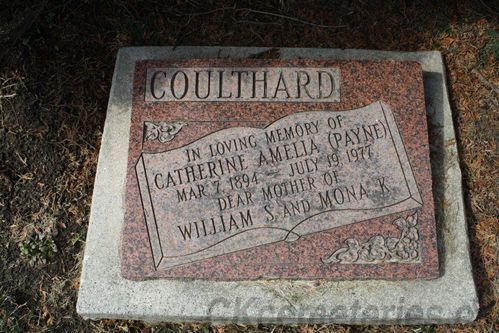 COULTHARD
IN LOVING MEMORY OF
CATHERINE AMELIA (PAYNE)
MAR 7, 1894 - JULY 19, 1977
DEAR MOTHER OF
WILLIAM S. AND MONA K.